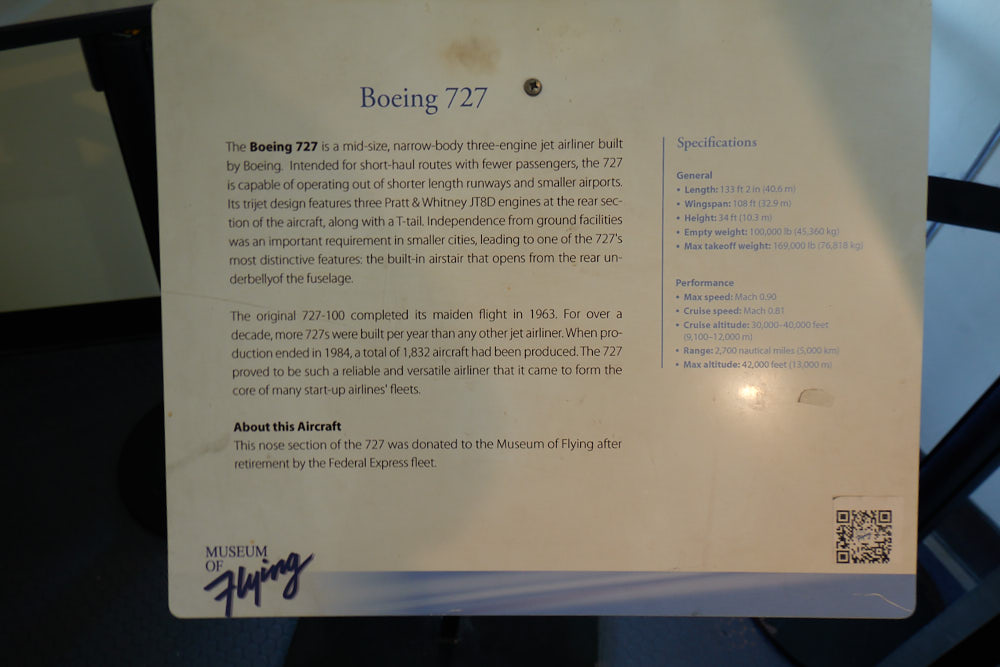 Boeing 727
The Boeing 727 is a mid-size, narrow-body three-engine jet airliner built
by Boeing. Intended for short-haul routes with fewer passengers, the 727
is capable of operating out of shorter length runways and smaller airports.
Its trijet design features three Pratt & Whitney JT8D engines at the rear sec-
tion of the aircraft, along with a T-tail. Independence from ground facilities
was an important requirement in smaller cities, leading to one of the 727's
most distinctive features: the built-in airstair that opens from the rear un-
derbellyof the fuselage.
The original 727-100 completed its maiden flight in 1963. For over a
decade, more 727s were built per year than any other jet airliner. When pro-
duction ended in 1984, a total of 1,832 aircraft had been produced. The 727
proved to be such a reliable and versatile airliner that it came to form the
core of many start-up airlines' fleets.
About this Aircraft
This nose section of the 727 was donated to the Museum of Flying after
retirement by the Federal Express fleet.
Specifications
General
• Length: 133 ft 2 in (40.6 m)
• Wingspan: 108 ft (32.9 m)
• Height: 34 ft (10.3 m)
• Empty weight: 100,000 lb (45,360 kg)
• Max takeoff weight: 169,000 lb (76,818 kg)
Performance
• Max speed: Mach 0.90
• Cruise speed: Mach 0.81
• Cruise altitude: 30,000–40,000 feet
(9,100–12,000 m)
• Range: 2,700 nautical miles (5,000 km)
• Max altitude: 42,000 feet (13,000 m)
MUSEUM
OF
Flying